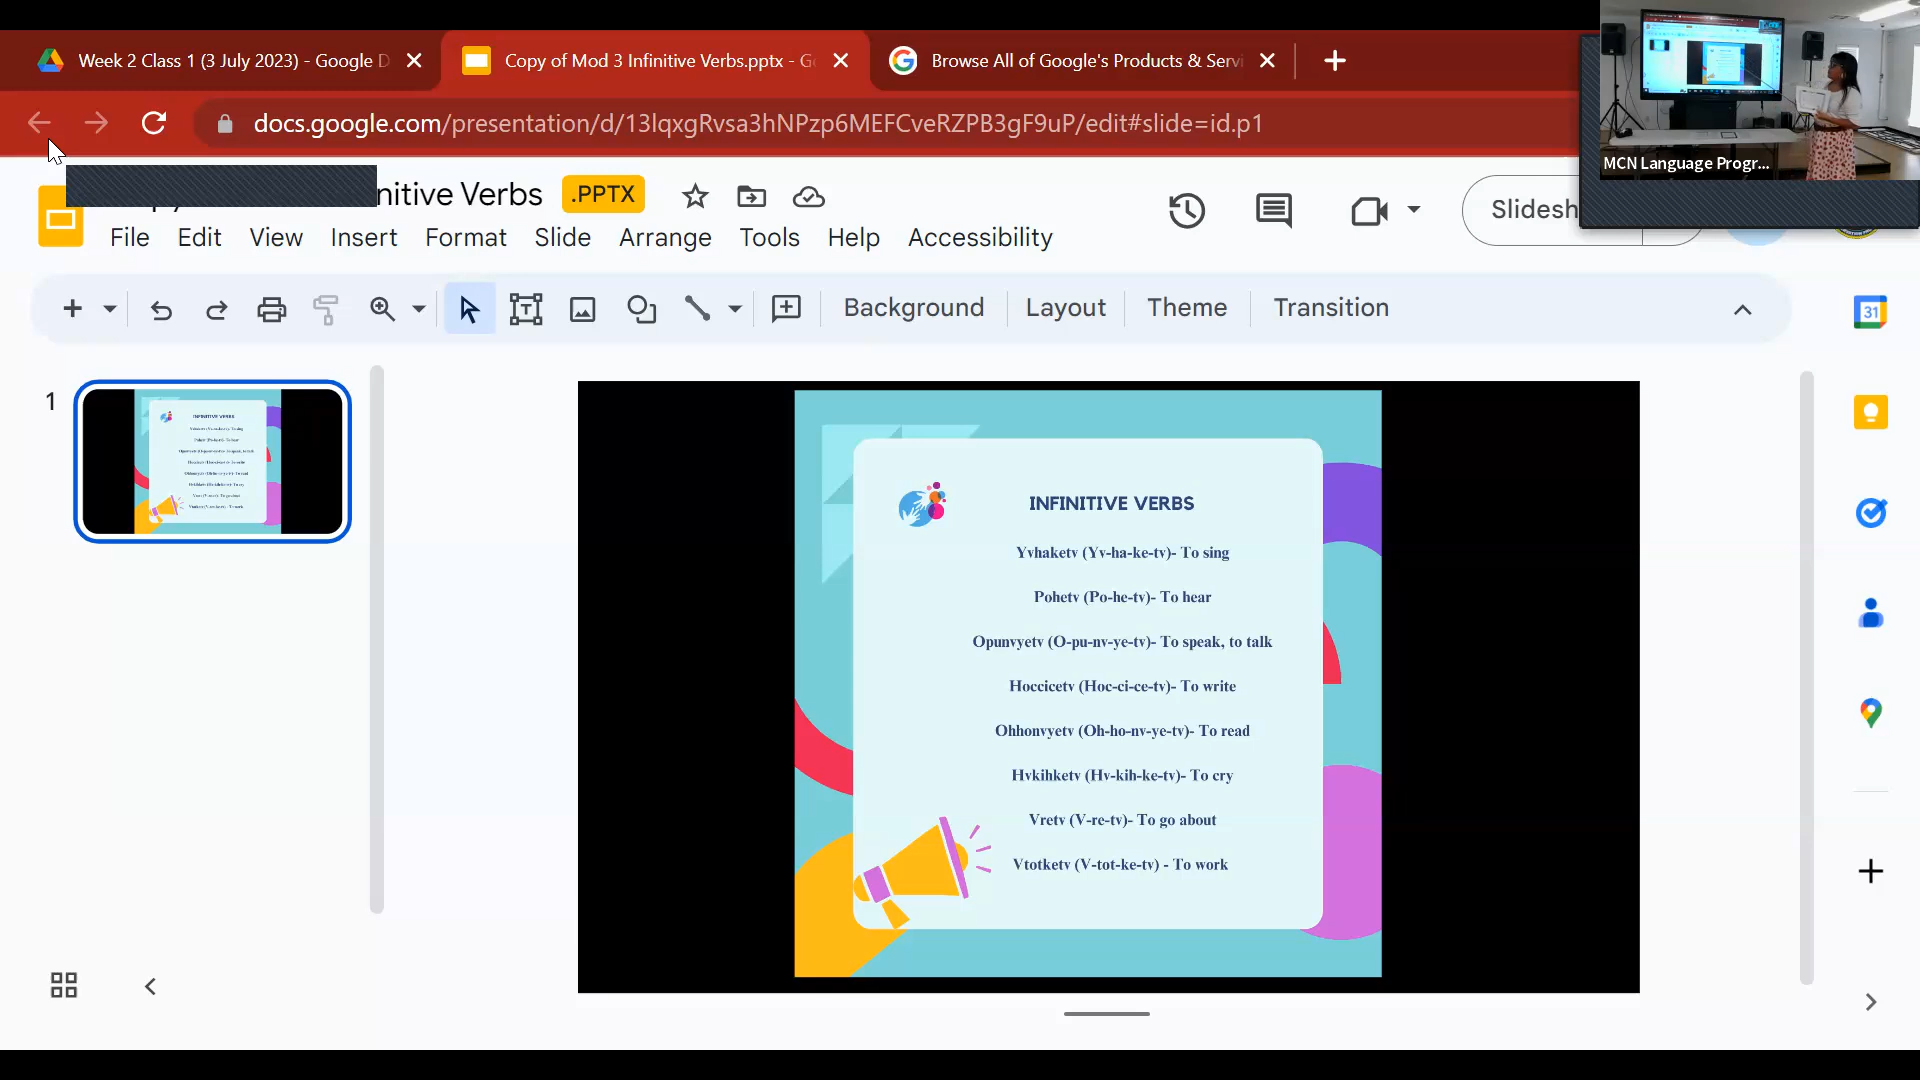 Week 2 Class 1 (3 July 2023) - Google D
Copy of Mod 3 Infinitive Verbs.pptx - G
Browse All of Google's Products & Servi
docs.google.com/presentation/d/13lqxgRvsa3hNPzp6MEFCveRZPB3gF9uP/edit#slide=id.p1
MCN Language Progr...
nitive Verbs .PPTX
Slidesh
File Edit View Insert Format Slide Arrange Tools Help Accessibility
Background Layout Theme Transition
31
1
INFINITIVE VERBS
Yvhaketv (Yv-ha-ke-tv)- To sing
Pohetv (Po-he-tv)- To hear
Opunvyetv (O-pu-nv-ye-tv)- To speak, to talk
Hoccicetv (Hoc-ci-ce-tv)- To write
Ohhonvyetv (Oh-ho-nv-ye-tv)- To read
Hvkihketv (Hv-kih-ke-tv)- To cry
Vretv (V-re-tv)- To go about
Vtotketv (V-tot-ke-tv) - To work